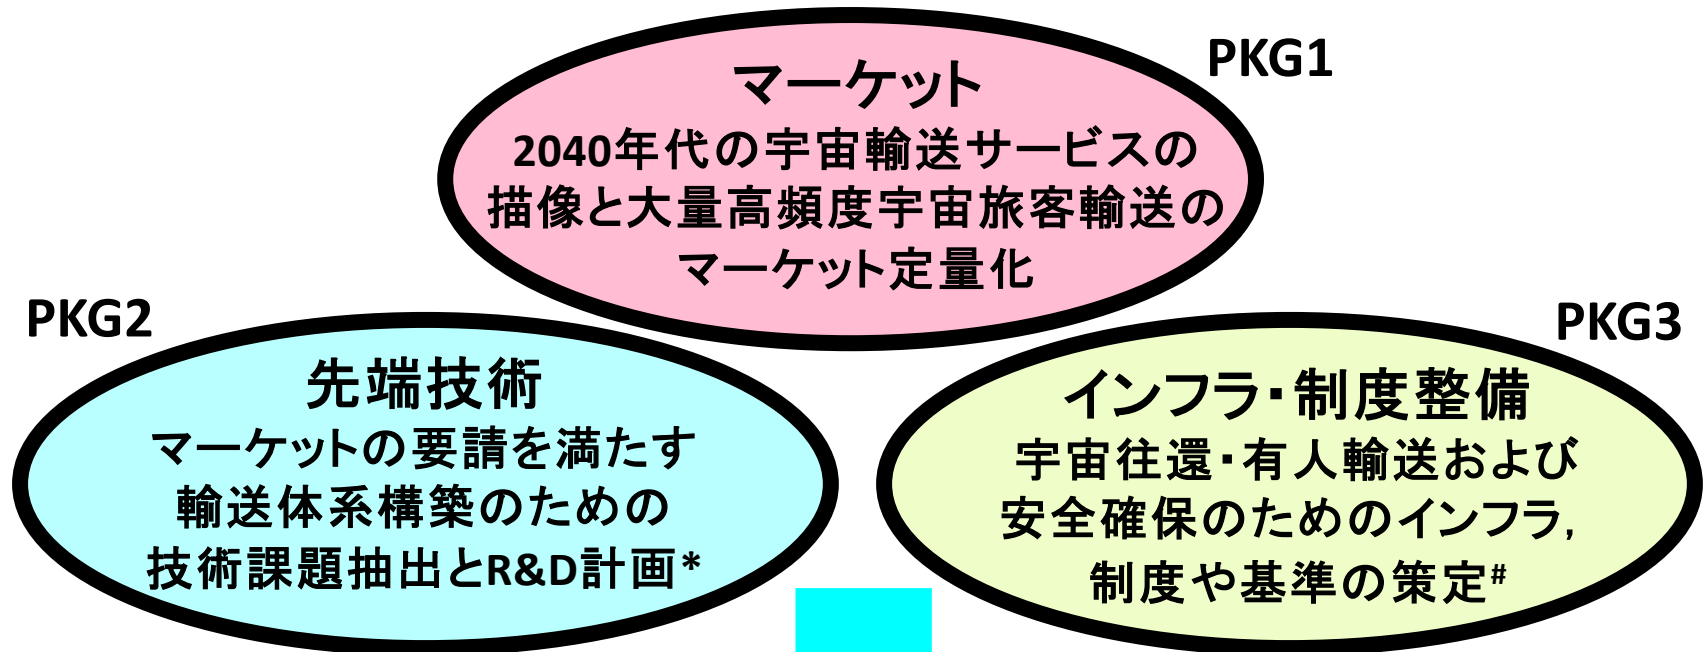 PKG1
マーケット
2040年代の宇宙輸送サービスの
描像と大量高頻度宇宙旅客輸送の
マーケット定量化
PKG2
先端技術
マーケットの要請を満たす
輸送体系構築のための
技術課題抽出とR&D計画*
PKG3
インフラ・制度整備
宇宙往還・有人輸送および
安全確保のためのインフラ,
制度や基準の策定#